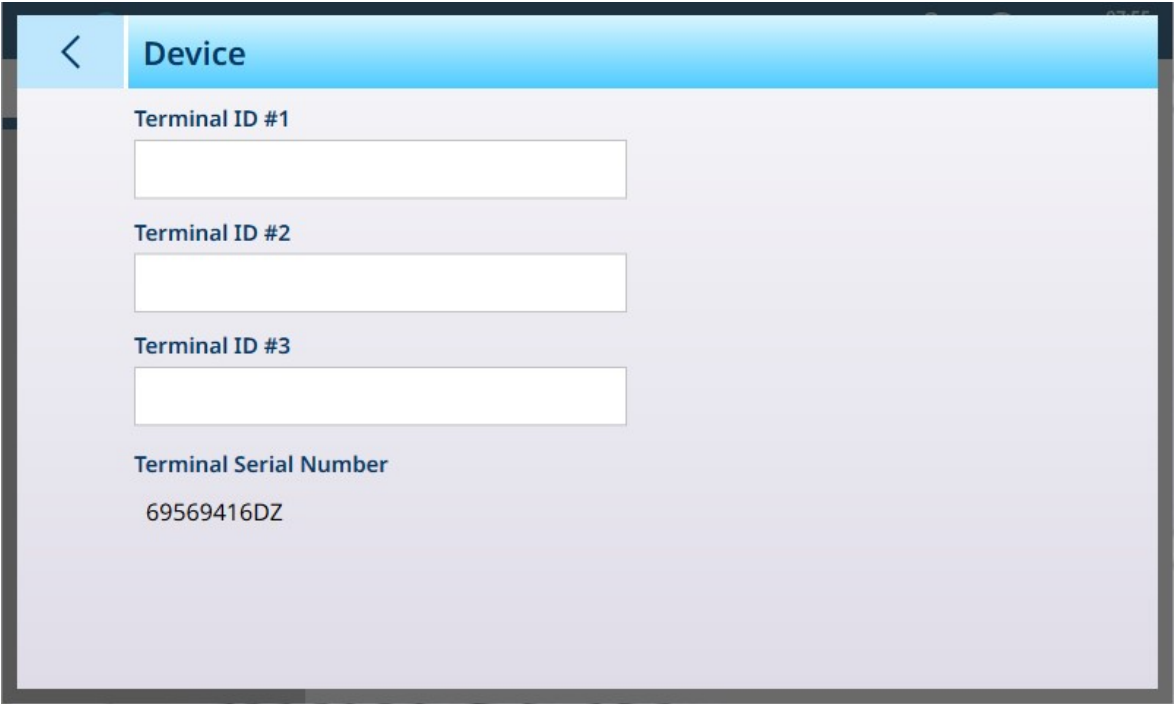 Device
Terminal ID #1
Terminal ID #2
Terminal ID #3
Terminal Serial Number
69569416DZ